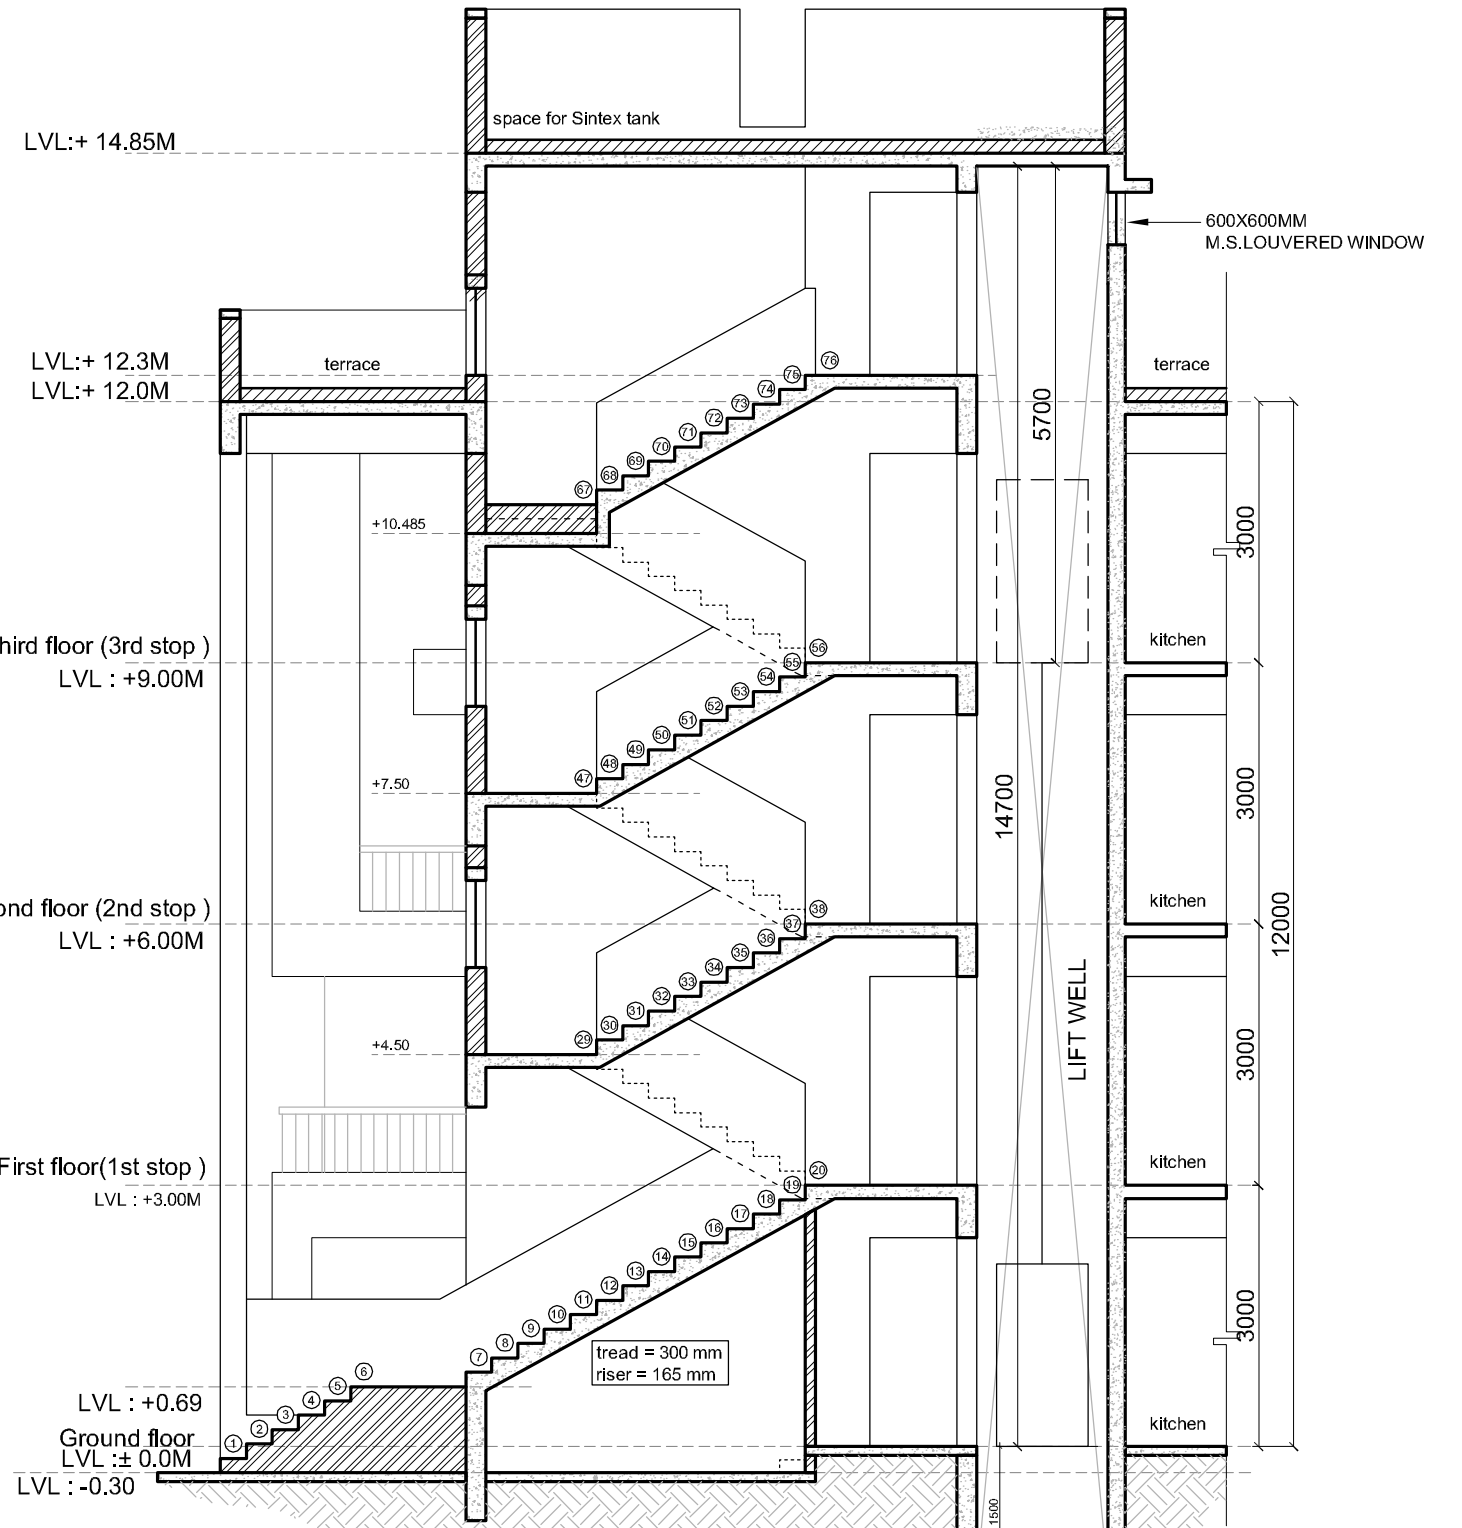 space for Sintex tank
LVL:+ 14.85M
600X600MM
M.S.LOUVERED WINDOW
LVL:+ 12.3M
LVL:+ 12.0M
terrace
terrace
76
75
74
73
72
71
70
69
68
67
5700
+10.485
3000
hird floor (3rd stop )
LVL : +9.00M
kitchen
56
55
54
53
52
51
50
49
48
47
+7.50
14700
3000
ond floor (2nd stop )
LVL : +6.00M
kitchen
12000
38
37
36
35
34
33
32
31
30
29
+4.50
LIFT WELL
3000
First floor(1st stop )
LVL : +3.00M
kitchen
20
19
18
17
16
15
14
13
12
11
10
9
8
7
3000
tread = 300 mm
riser = 165 mm
6
5
4
3
2
1
LVL : +0.69
Ground floor
LVL :± 0.0M
LVL : -0.30
kitchen
1500